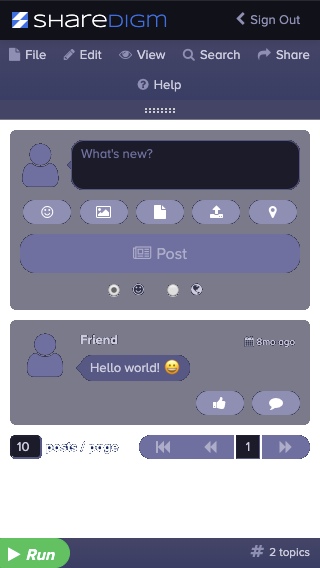 SHAREDIGM
Sign Out
File Edit View Search Share
Help
What's new?
Post
Friend
8mo ago
Hello world! 😀
10 posts / page
1
Run
2 topics